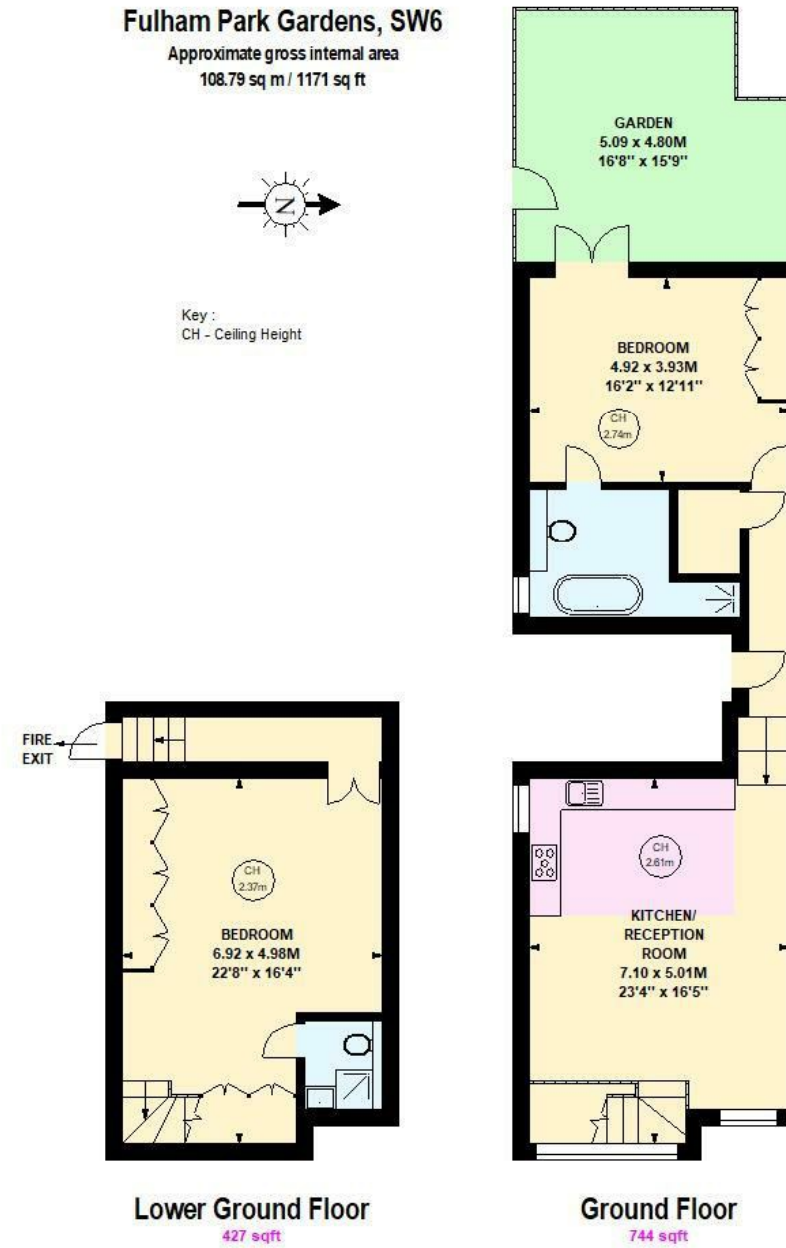 Fulham Park Gardens, SW6
Approximate gross internal area
108.79 sq m / 1171 sq ft
N
Key :
CH - Ceiling Height
GARDEN
5.09 x 4.80M
16'8" x 15'9"
BEDROOM
4.92 x 3.93M
16'2" x 12'11"
CH
2.74m
FIRE
EXIT
CH
2.37m
BEDROOM
6.92 x 4.98M
22'8" x 16'4"
CH
2.61m
KITCHEN/
RECEPTION
ROOM
7.10 x 5.01M
23'4" x 16'5"
Lower Ground Floor
427 sqft
Ground Floor
744 sqft